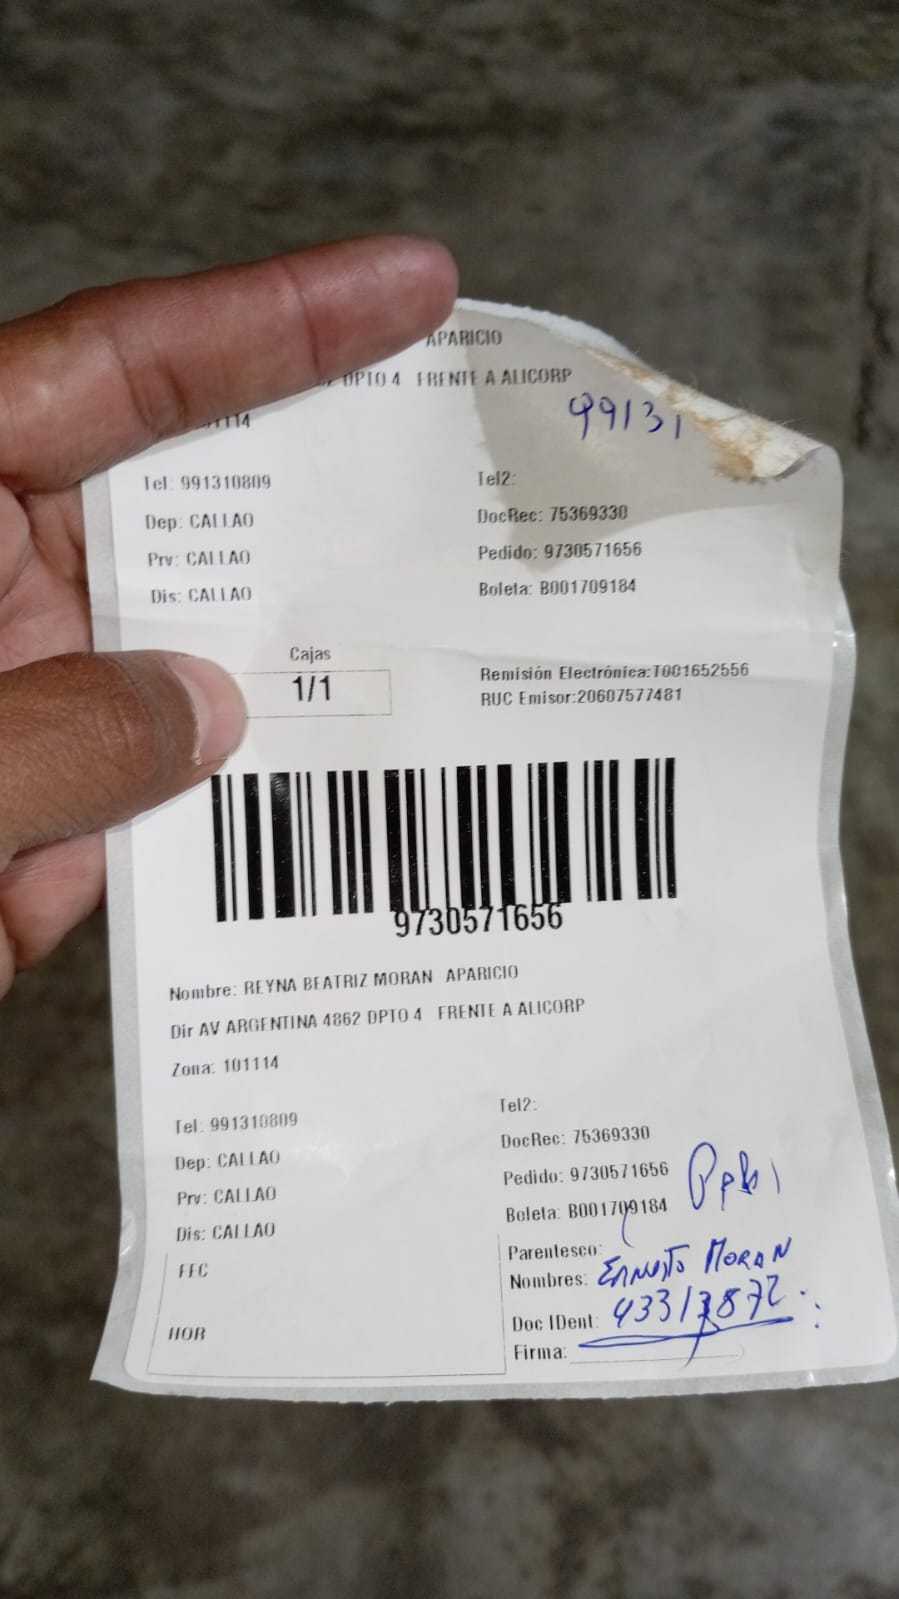 APARICIO
DPTO 4 FRENTE A ALICORP
99131
Tel: 991310809
Tel2:
Dep: CALLAO
DocRec: 75369330
Prv: CALLAO
Pedido: 9730571656
Dis: CALLAO
Boleta: B001709184
Cajas
1/1
Remisión Electrónica:T001652556
RUC Emisor:20607577481
9730571656
Nombre: REYNA BEATRIZ MORAN APARICIO
Dir AV ARGENTINA 4862 DPTO 4 FRENTE A ALICORP
Zona: 101114
Tel: 991310809
Tel2:
Dep: CALLAO
DocRec: 75369330
Prv: CALLAO
Pedido: 9730571656
Dis: CALLAO
Boleta: B001709184
FEC
Parentesco:
Nombres: Ernesto MORAN
HOR
Doc IDent: 43313872
Firma: